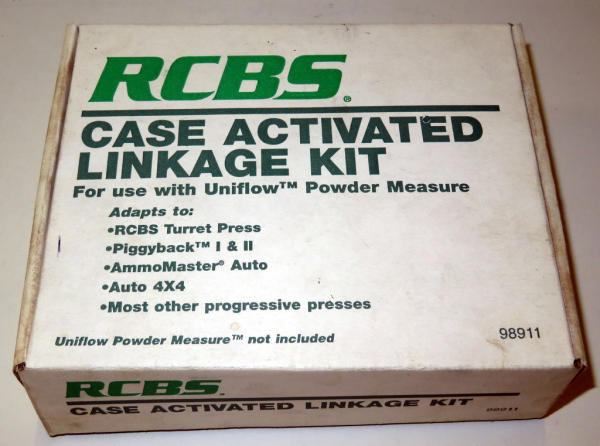 RCBS®
CASE ACTIVATED
LINKAGE KIT
For use with Uniflow™ Powder Measure
Adapts to:
•RCBS Turret Press
•Piggyback™ I & II
•AmmoMaster® Auto
•Auto 4X4
•Most other progressive presses
Uniflow Powder Measure™ not included
98911
RCBS
CASE ACTIVATED LINKAGE KIT
98911